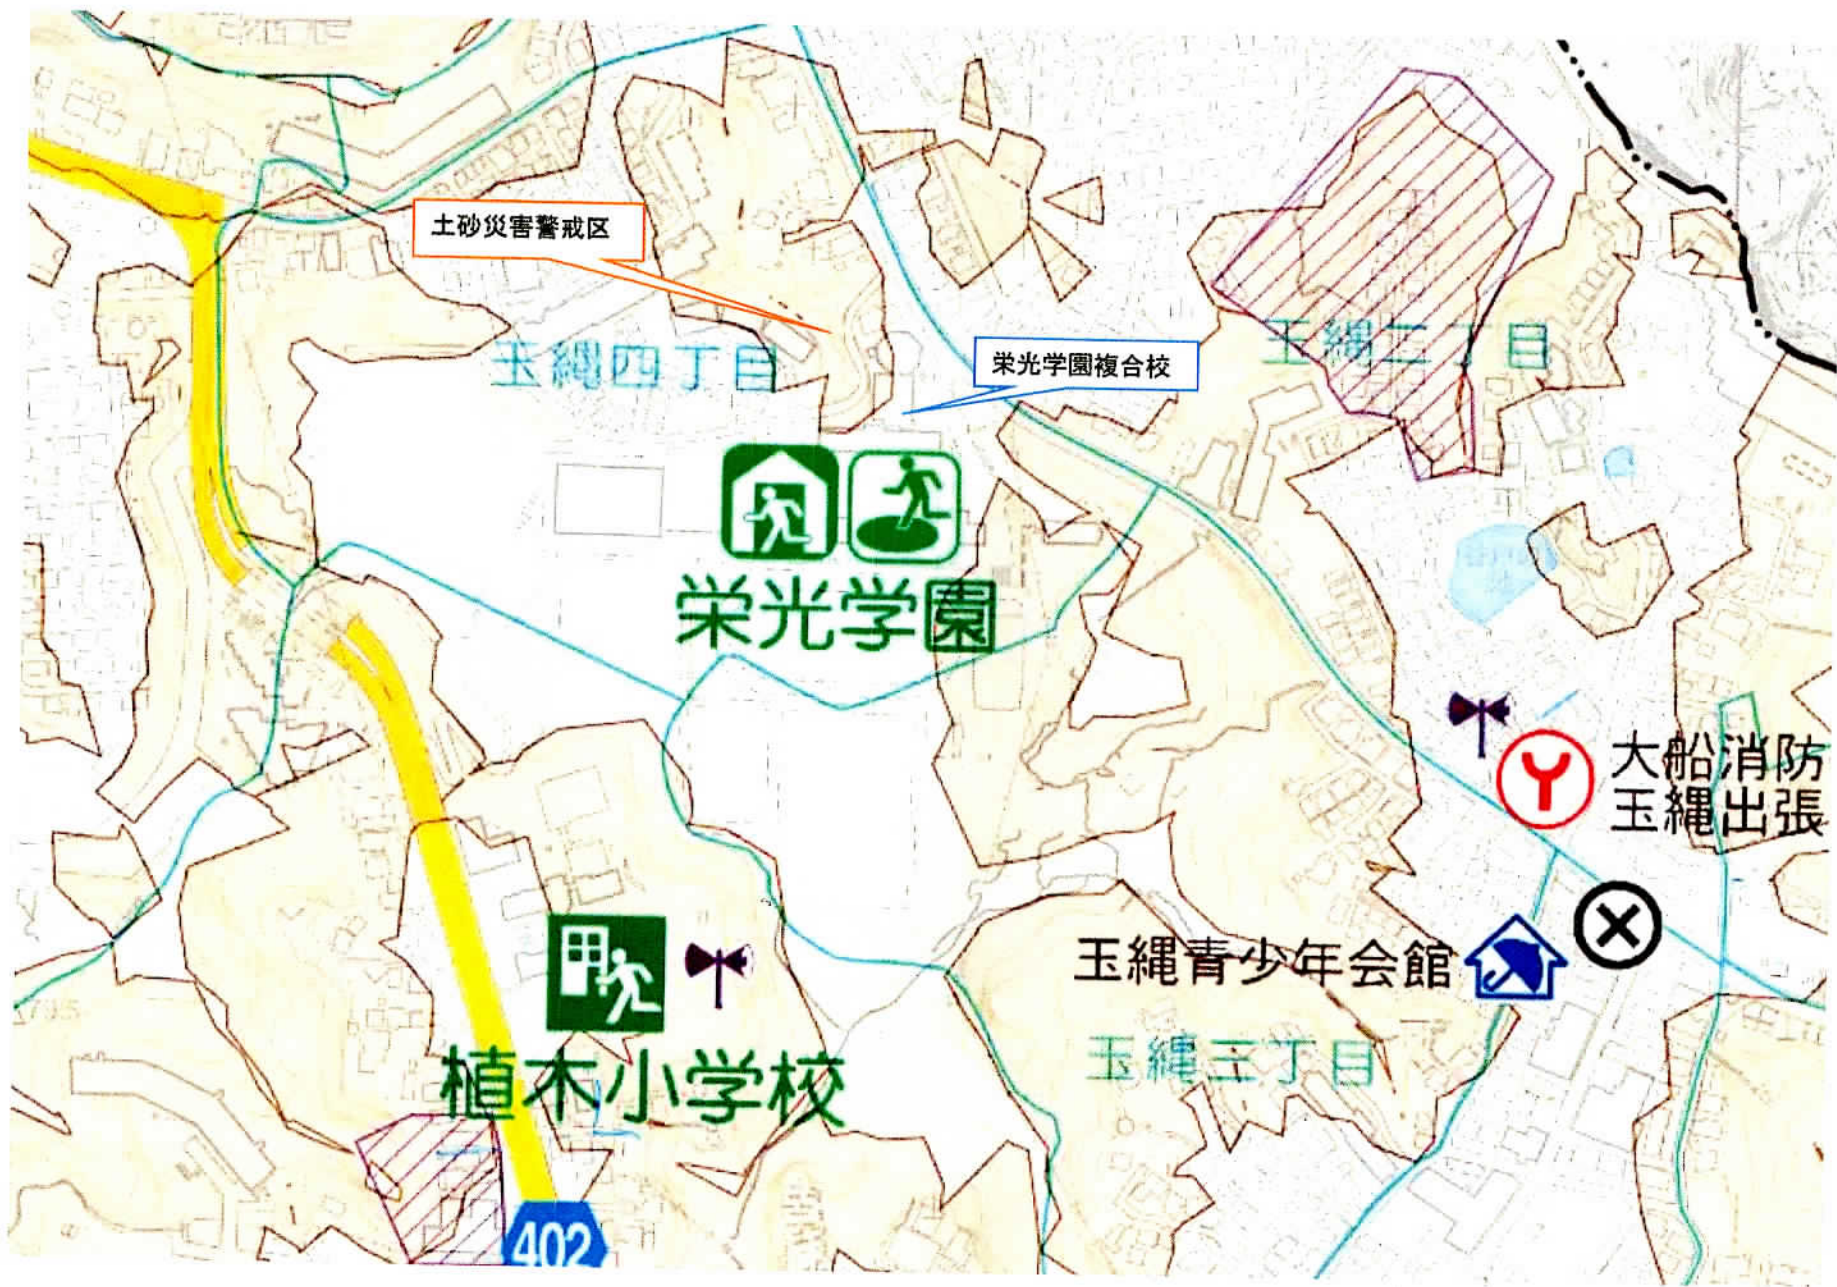 土砂災害警戒区
玉縄四丁目
栄光学園複合校
玉縄二丁目
栄光学園
大船消防
玉縄出張
玉縄青少年会館
玉縄三丁目
植木小学校
402